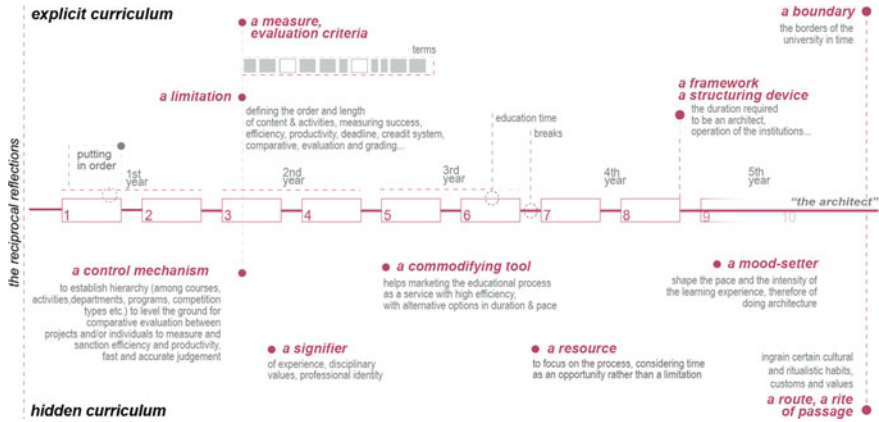 explicit curriculum
the reciprocal reflections
hidden curriculum
a measure,
evaluation criteria
terms
a limitation
defining the order and length
of content & activities, measuring success,
efficiency, productivity, deadline, creadit system,
comparative, evaluation and grading...
education time
breaks
a boundary
the borders of the
university in time
a framework
a structuring device
the duration required
to be an architect,
operation of the institutions...
putting
in order
1st
year
2nd
year
3rd
year
4th
year
5th
year
1
2
3
4
5
6
7
8
9
10
"the architect"
a control mechanism
to establish hierarchy (among courses,
activities,departments, programs, competition
types etc.) to level the ground for
comparative evaluation between
projects and/or individuals to measure and
sanction efficiency and productivity,
fast and accurate judgement
a signifier
of experience, disciplinary
values, professional identity
a commodifying tool
helps marketing the educational process
as a service with high efficiency,
with alternative options in duration & pace
a resource
to focus on the process, considering time
as an opportunity rather than a limitation
a mood-setter
shape the pace and the intensity of
the learning experience, therefore of
doing architecture
ingrain certain cultural
and ritualistic habits,
customs and values
a route, a rite
of passage